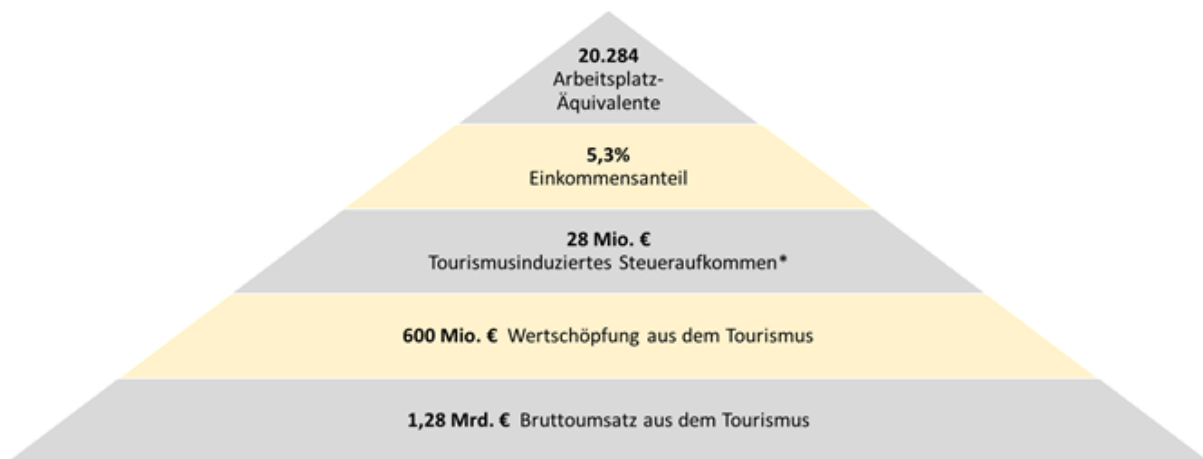 20.284
Arbeitsplatz-
Äquivalente
5,3%
Einkommensanteil
28 Mio. €
Tourismusinduziertes Steueraufkommen*
600 Mio. € Wertschöpfung aus dem Tourismus
1,28 Mrd. € Bruttoumsatz aus dem Tourismus